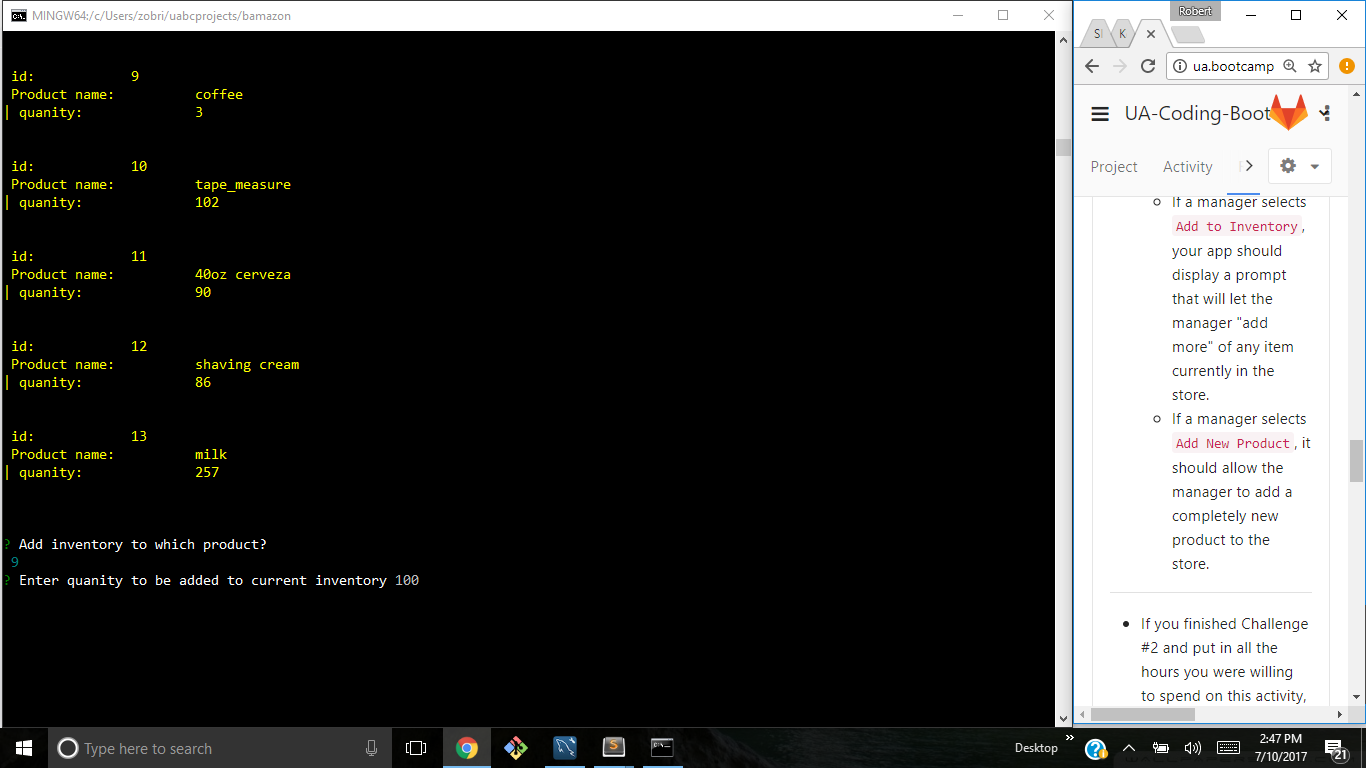 MINGW64:/c/Users/zobri/uabcprojects/bamazon
id: 9
Product name: coffee
| quanity: 3
id: 10
Product name: tape_measure
| quanity: 102
id: 11
Product name: 40oz cerveza
| quanity: 90
id: 12
Product name: shaving cream
| quanity: 86
id: 13
Product name: milk
| quanity: 257
? Add inventory to which product?
9
? Enter quanity to be added to current inventory 100
Robert
K
ua.bootcamp
UA-Coding-Boot
Project Activity
If a manager selects
Add to Inventory,
your app should
display a prompt
that will let the
manager "add
more" of any item
currently in the
store.
If a manager selects
Add New Product, it
should allow the
manager to add a
completely new
product to the
store.
If you finished Challenge
#2 and put in all the
hours you were willing
to spend on this activity,
Type here to search
Desktop
2:47 PM
7/10/2017
21